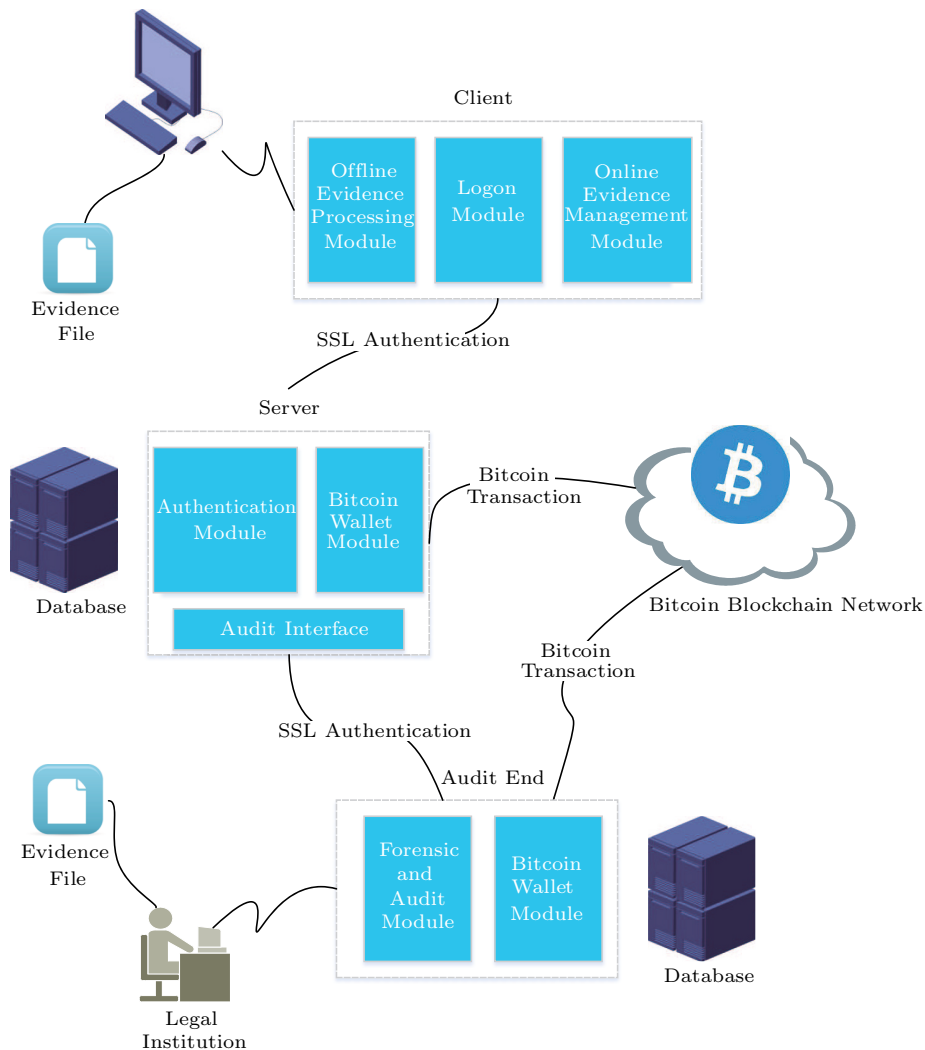 Client
Offline
Evidence
Processing
Module
Logon
Module
Online
Evidence
Management
Module
Evidence
File
SSL Authentication
Server
Authentication
Module
Bitcoin
Wallet
Module
Audit Interface
Database
Bitcoin
Transaction
Bitcoin Blockchain Network
Bitcoin
Transaction
SSL Authentication
Audit End
Forensic
and
Audit
Module
Bitcoin
Wallet
Module
Database
Evidence
File
Legal
Institution